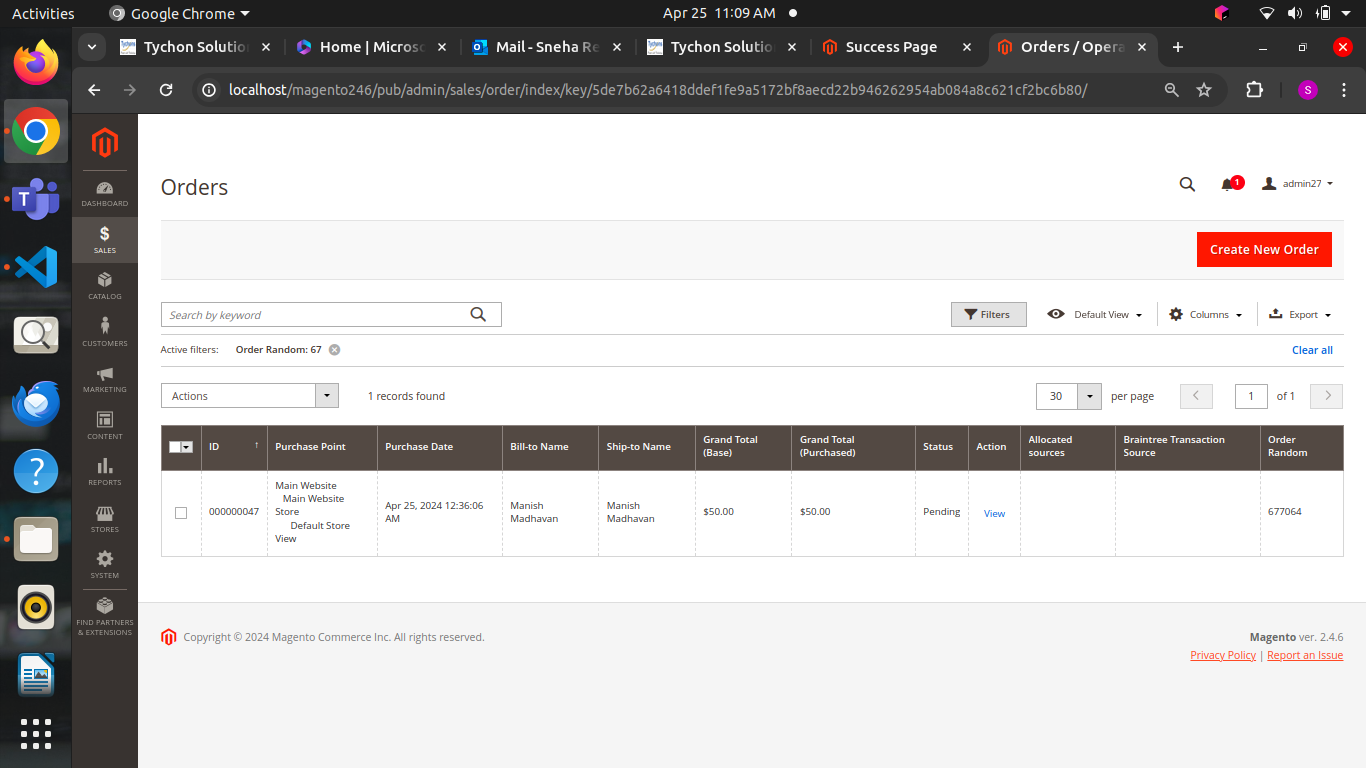 Activities
Google Chrome
Apr 25 11:09 AM
Tychon Solution
Home | Microso
Mail - Sneha Re
Tychon Solution
Success Page
Orders / Opera
localhost/magento246/pub/admin/sales/order/index/key/5de7b62a6418ddef1fe9a5172bf8aecd22b946262954ab084a8c621cf2bc6b80/
S
DASHBOARD
$
SALES
CATALOG
CUSTOMERS
MARKETING
CONTENT
REPORTS
STORES
SYSTEM
FIND PARTNERS
& EXTENSIONS
Orders
1
admin27
Create New Order
Search by keyword
Filters
Default View
Columns
Export
Active filters:
Order Random: 67
Clear all
Actions
1 records found
30
per page
1
of 1
ID ↑
Purchase Point
Purchase Date
Bill-to Name
Ship-to Name
Grand Total
(Base)
Grand Total
(Purchased)
Status
Action
Allocated
sources
Braintree Transaction
Source
Order
Random
000000047
Main Website
Main Website
Store
Default Store
View
Apr 25, 2024 12:36:06
AM
Manish
Madhavan
Manish
Madhavan
$50.00
$50.00
Pending
View
677064
Copyright © 2024 Magento Commerce Inc. All rights reserved.
Magento ver. 2.4.6
Privacy Policy | Report an Issue